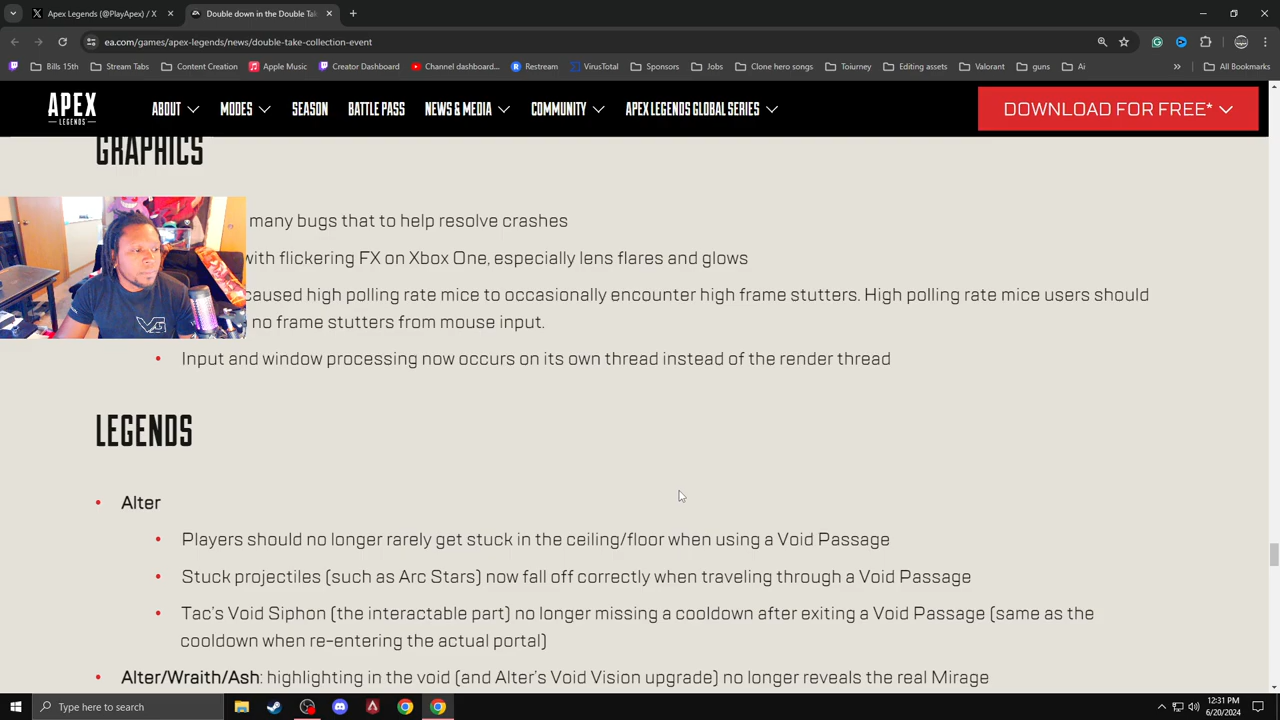 Apex Legends (@PlayApex) / X
Double down in the Double Ta
ea.com/games/apex-legends/news/double-take-collection-event
Bills 15th
Stream Tabs
Content Creation
Apple Music
Creator Dashboard
Channel dashboard...
Restream
VirusTotal
Sponsors
Jobs
Clone hero songs
Toiurney
Editing assets
Valorant
guns
Ai
»
All Bookmarks
APEX
LEGENDS
ABOUT
MODES
SEASON
BATTLE PASS
NEWS & MEDIA
COMMUNITY
APEX LEGENDS GLOBAL SERIES
DOWNLOAD FOR FREE*
GRAPHICS
many bugs that to help resolve crashes
with flickering FX on Xbox One, especially lens flares and glows
caused high polling rate mice to occasionally encounter high frame stutters. High polling rate mice users should
no frame stutters from mouse input.
• Input and window processing now occurs on its own thread instead of the render thread
LEGENDS
• Alter
• Players should no longer rarely get stuck in the ceiling/floor when using a Void Passage
• Stuck projectiles (such as Arc Stars) now fall off correctly when traveling through a Void Passage
• Tac's Void Siphon (the interactable part) no longer missing a cooldown after exiting a Void Passage (same as the
cooldown when re-entering the actual portal)
• Alter/Wraith/Ash: highlighting in the void (and Alter's Void Vision upgrade) no longer reveals the real Mirage
Type here to search
12:31 PM
6/20/2024